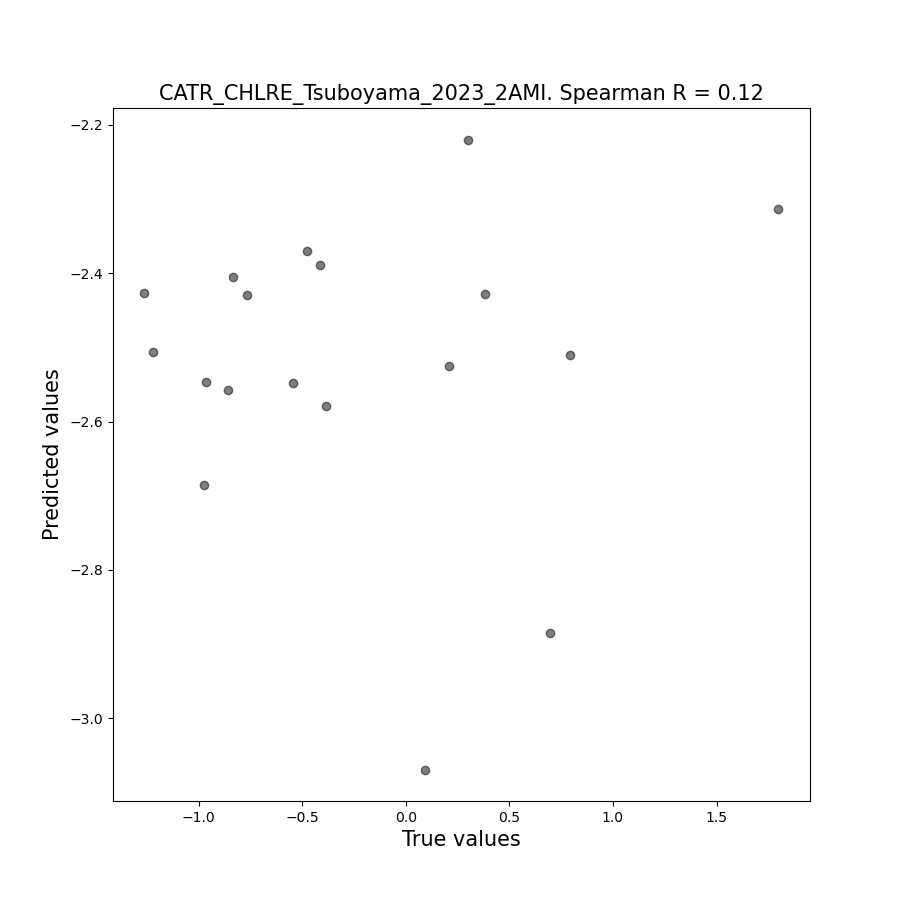 CATR_CHLRE_Tsuboyama_2023_2AMI. Spearman R = 0.12
−2.2
−2.4
−2.6
−2.8
−3.0
Predicted values
−1.0 −0.5 0.0 0.5 1.0 1.5
True values